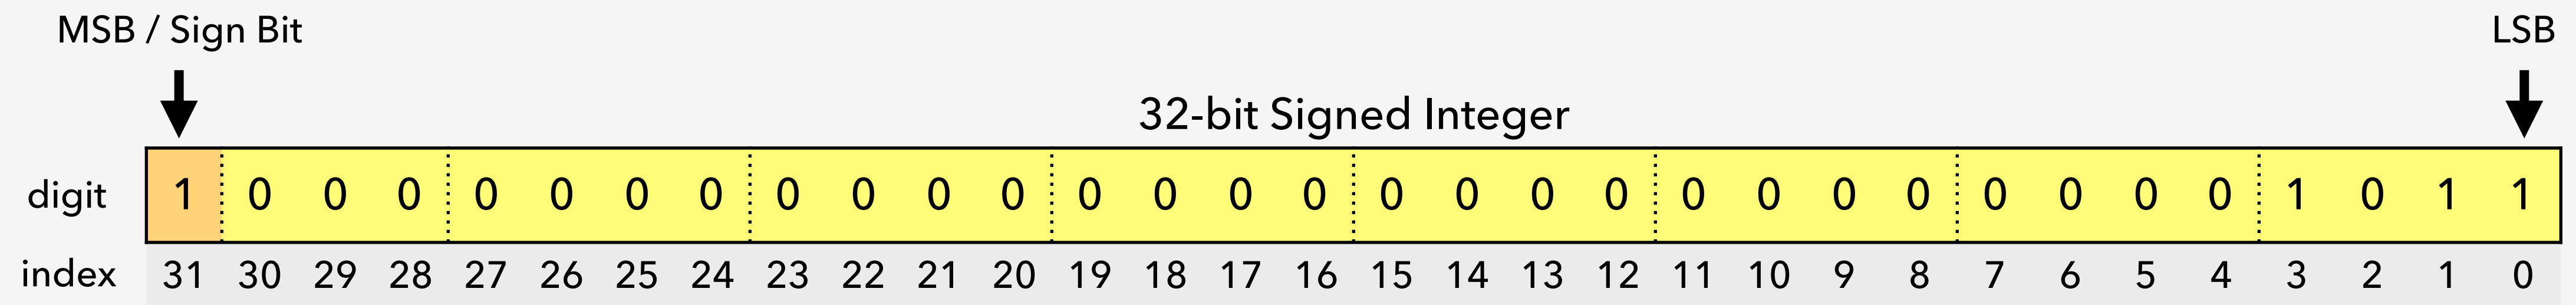 MSB / Sign Bit LSB
32-bit Signed Integer
digit 1 0 0 0 0 0 0 0 0 0 0 0 0 0 0 0 0 0 0 0 0 0 0 0 0 0 0 0 1 0 1 1
index 31 30 29 28 27 26 25 24 23 22 21 20 19 18 17 16 15 14 13 12 11 10 9 8 7 6 5 4 3 2 1 0